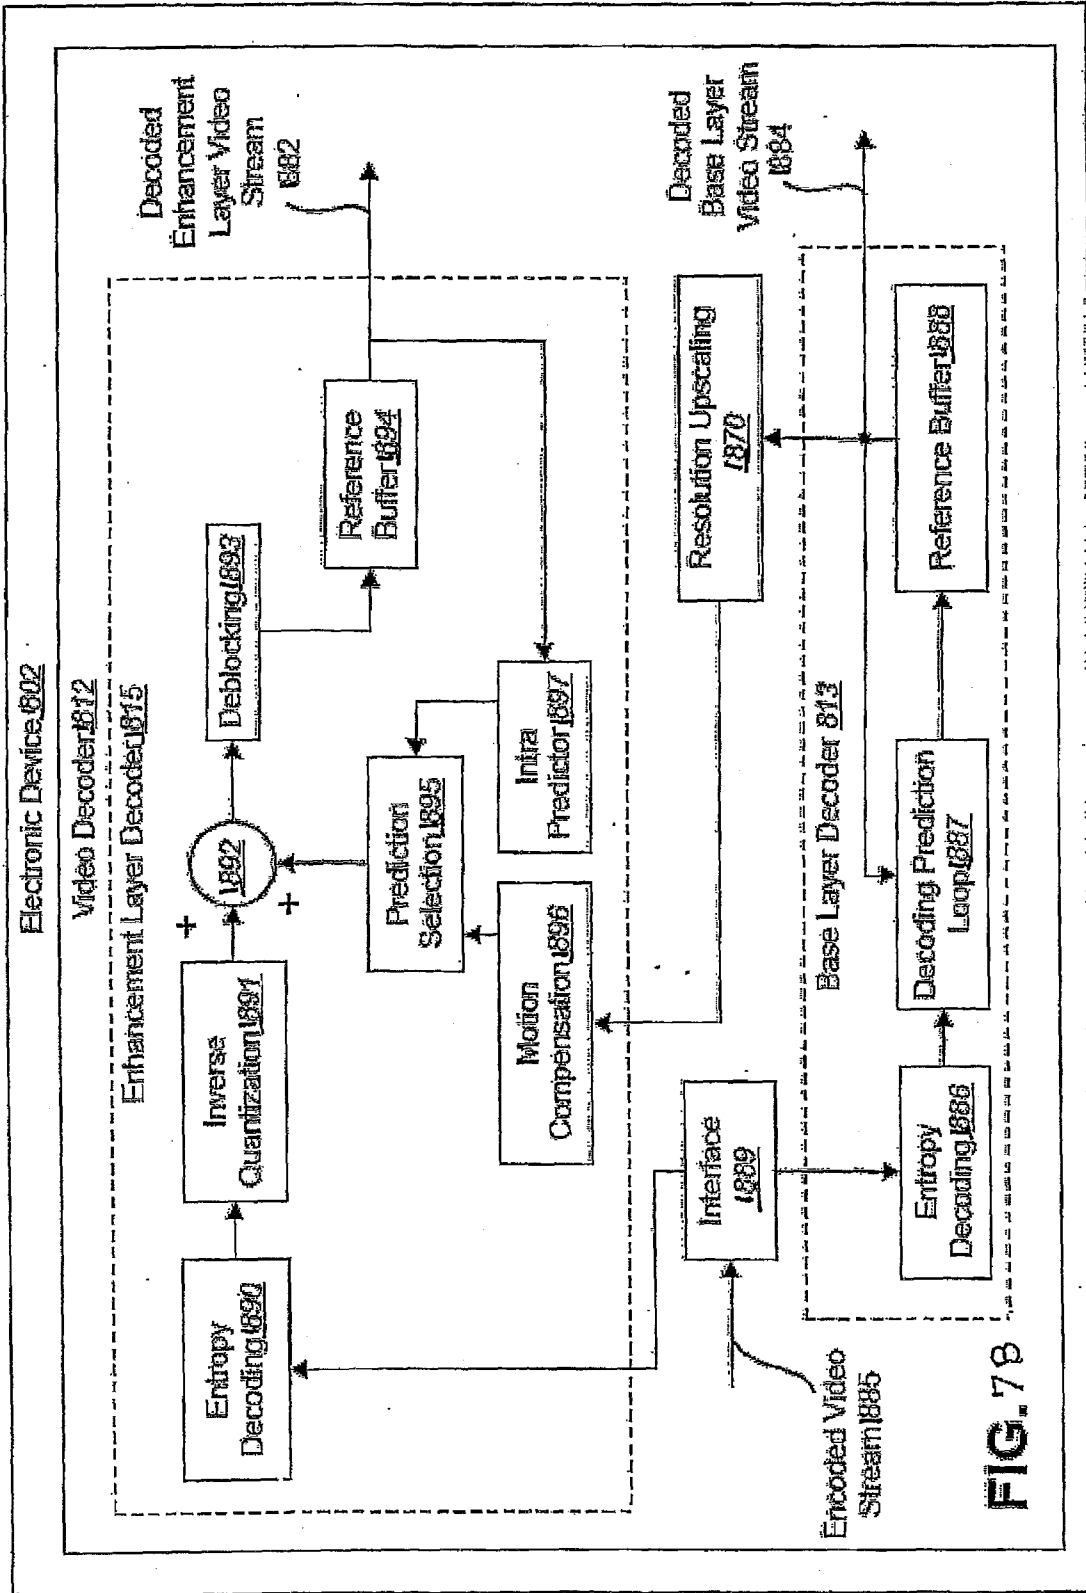 Electronic Device 1802
Video Decoder 1812
Enhancement Layer Decoder 1815
Entropy
Decoding 1890
Inverse
Quantization 1891
+
1892
+
Deblocking 1893
Reference
Buffer 1894
Decoded
Enhancement
Layer Video
Stream
1882
Prediction
Selection 1895
Motion
Compensation 1896
Intra
Predictor 1897
Interface
1889
Resolution Upscaling
1870
Decoded
Base Layer
Video Stream
1884
Encoded Video
Stream 1885
Base Layer Decoder 813
Entropy
Decoding 1886
Decoding Prediction
Loop 1887
Reference Buffer 1888
FIG. 7B